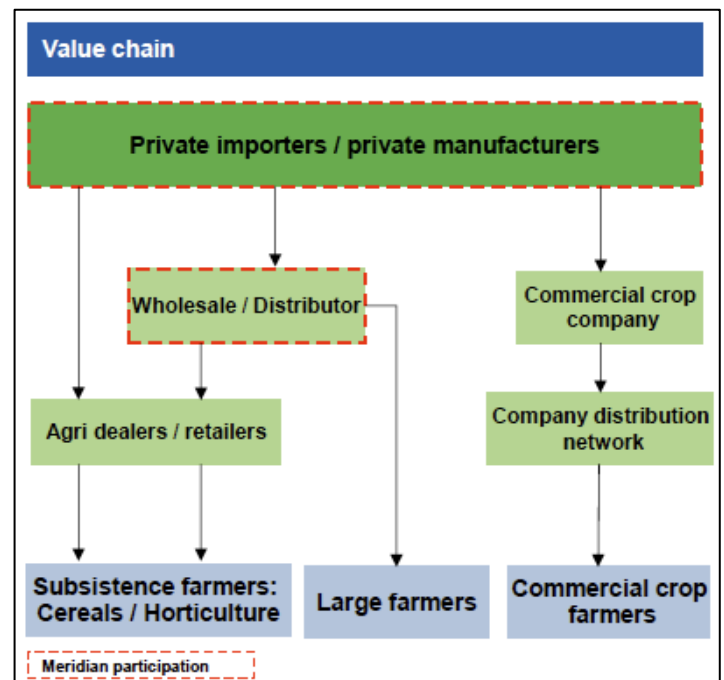 Value chain
Private importers / private manufacturers
Wholesale / Distributor
Commercial crop
company
Agri dealers / retailers
Company distribution
network
Subsistence farmers:
Cereals / Horticulture
Large farmers
Commercial crop
farmers
Meridian participation